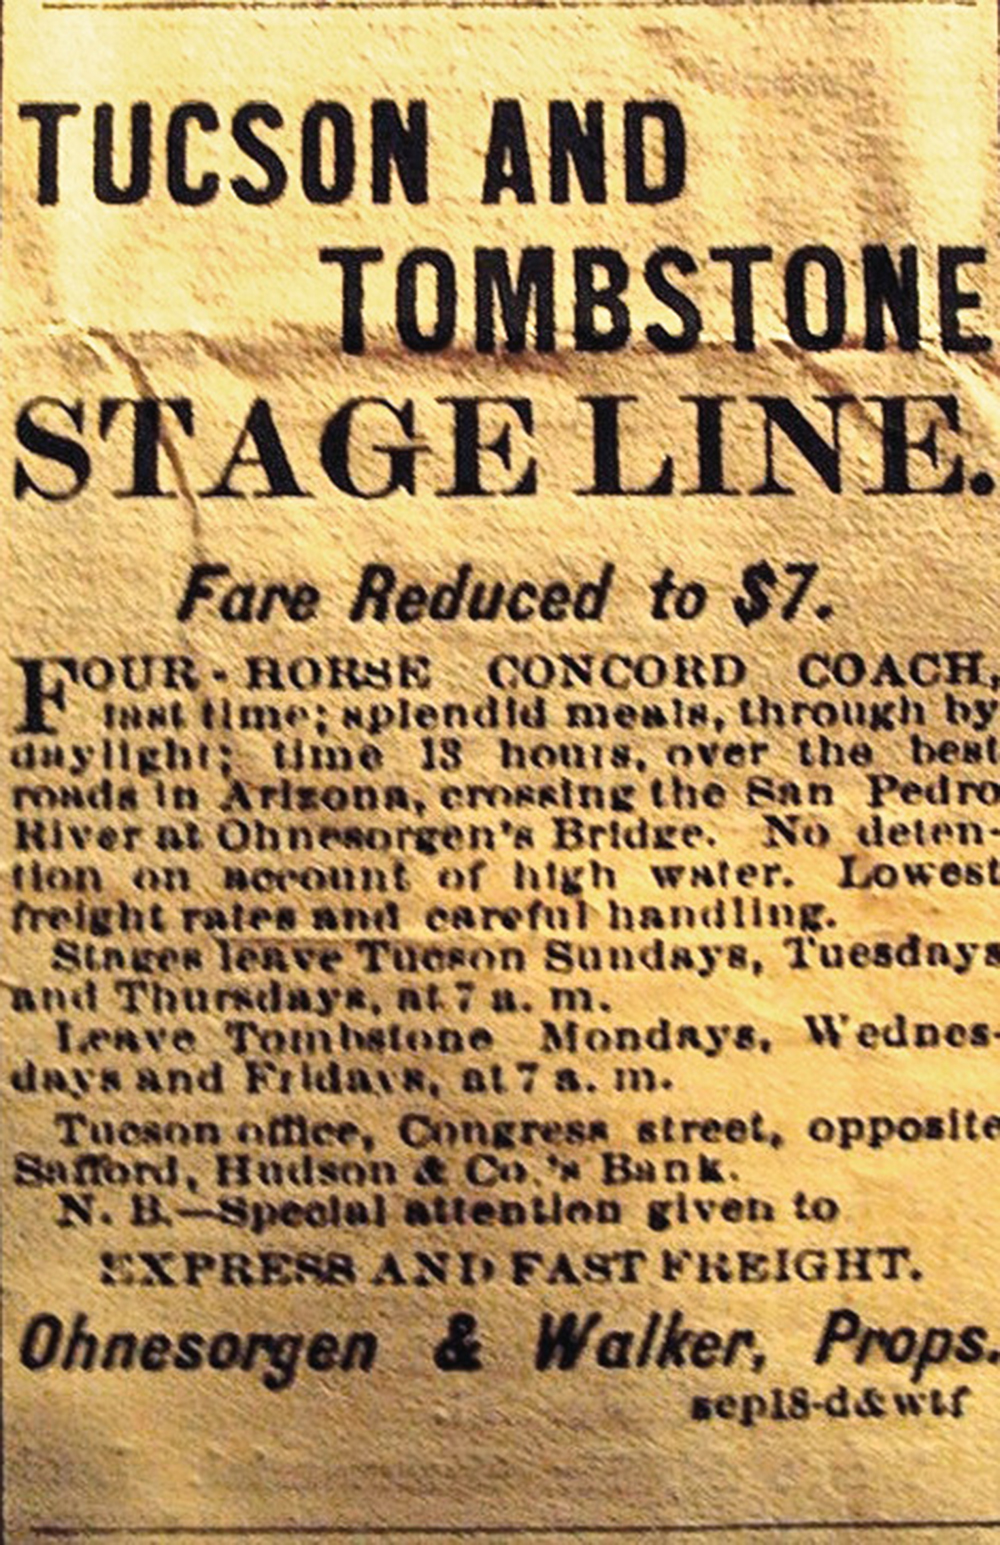 TUCSON AND
TOMBSTONE
STAGE LINE.
Fare Reduced to $7.
FOUR-HORSE CONCORD COACH,
fast time; splendid meals, through by
daylight; time 13 hours, over the best
roads in Arizona, crossing the San Pedro
River at Ohnesorgen's Bridge. No deten-
tion on account of high water. Lowest
freight rates and careful handling.
Stages leave Tucson Sundays, Tuesdays
and Thursdays, at 7 a. m.
Leave Tombstone Mondays, Wednes-
days and Fridays, at 7 a. m.
Tucson office, Congress street, opposite
Safford, Hudson & Co.'s Bank.
N. B.—Special attention given to
EXPRESS AND FAST FREIGHT.
Ohnesorgen & Walker, Props.
sep18-d&wtf